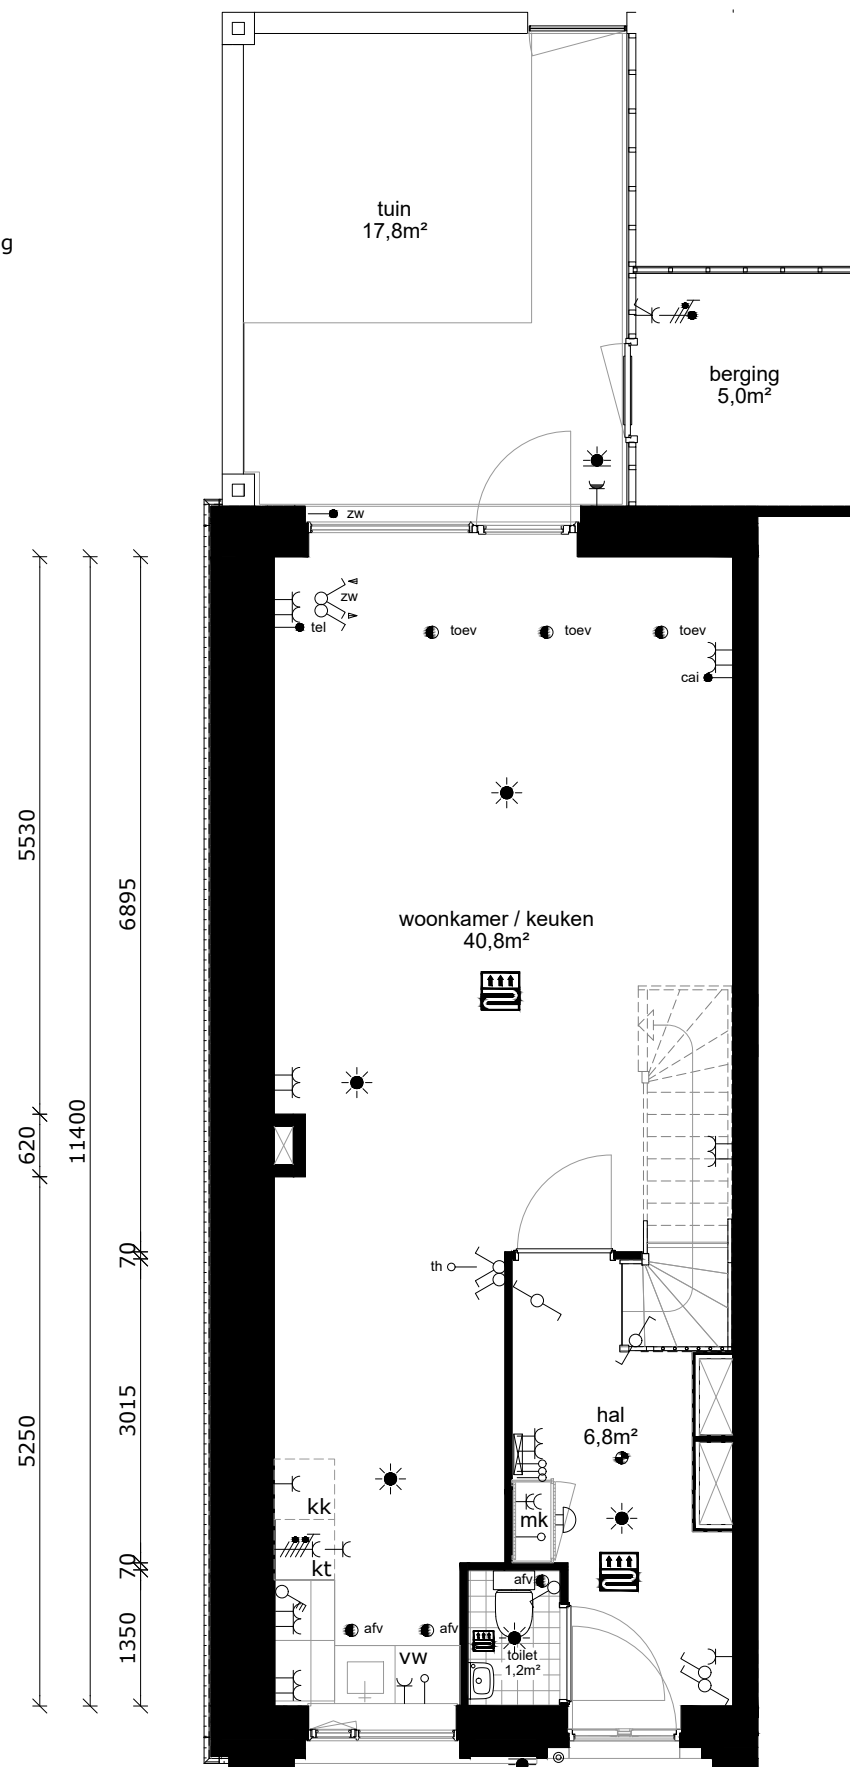 tuin
17,8m²
g
berging
5,0m²
zw
zw
tel
toev
toev
toev
cai
5530
6895
woonkamer / keuken
40,8m²
620
11400
70
th
3015
5250
hal
6,8m²
kk
mk
kt
70
afv
1350
afv
afv
vw
toilet
1,2m²